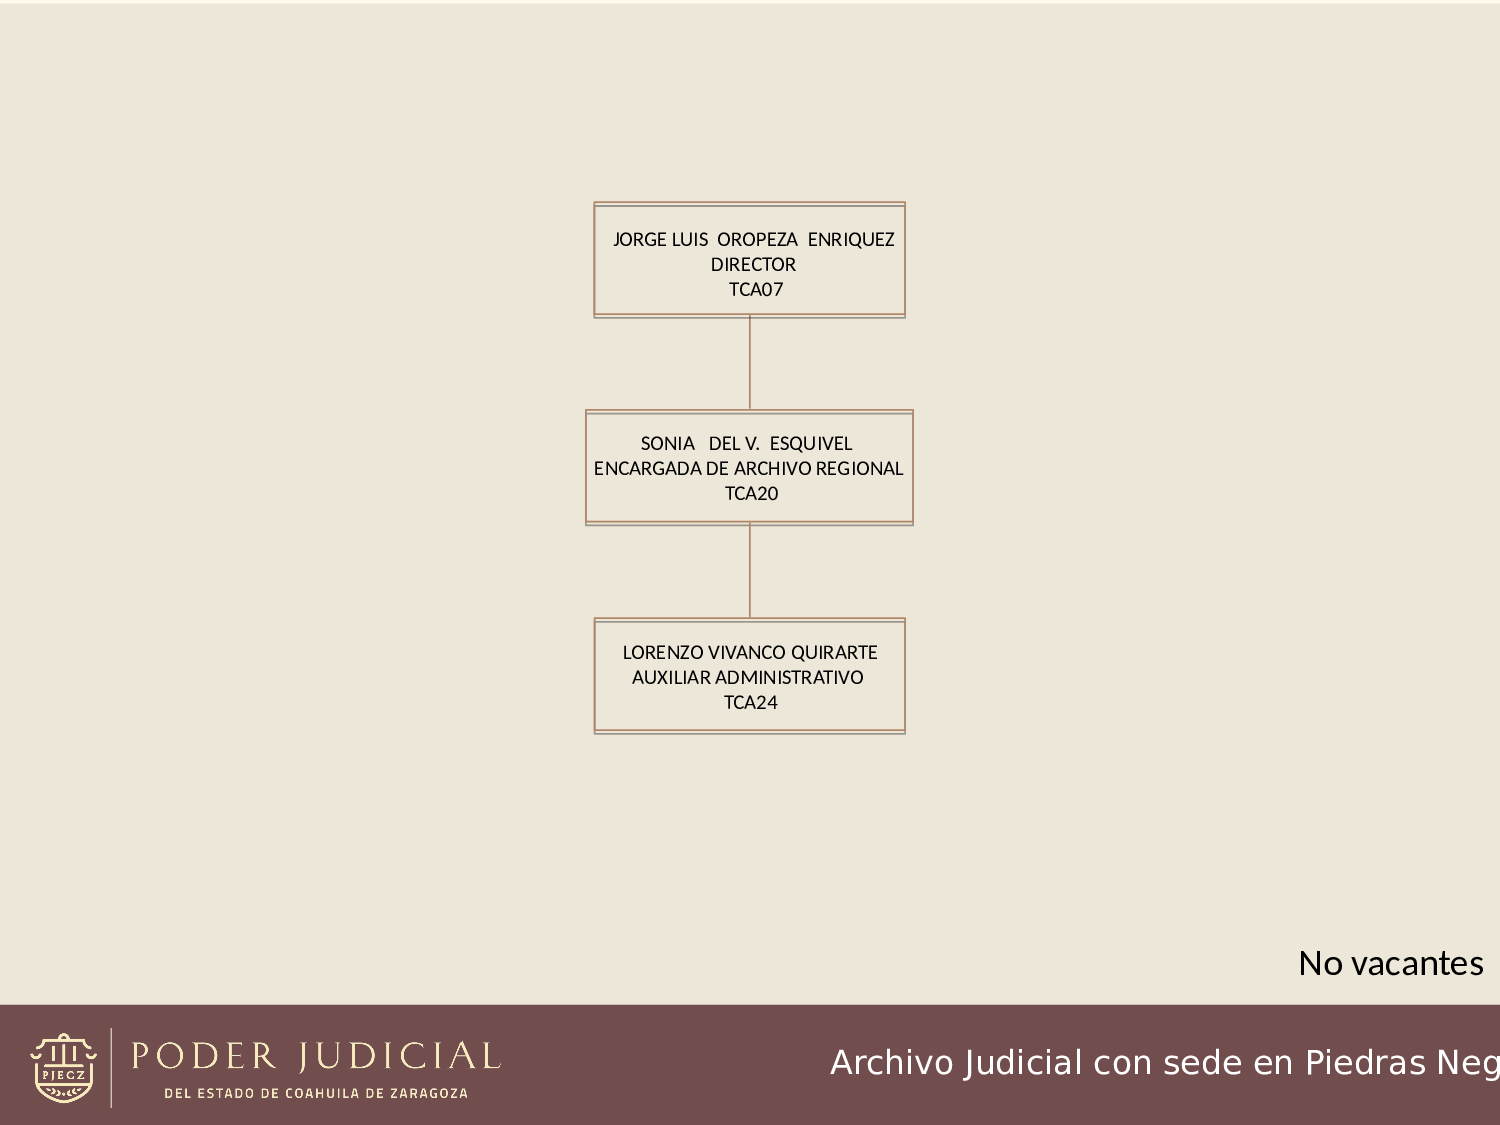 JORGE LUIS OROPEZA ENRIQUEZ
DIRECTOR
TCA07
SONIA DEL V. ESQUIVEL
ENCARGADA DE ARCHIVO REGIONAL
TCA20
LORENZO VIVANCO QUIRARTE
AUXILIAR ADMINISTRATIVO
TCA24
No vacantes
PJECZ
PODER JUDICIAL
DEL ESTADO DE COAHUILA DE ZARAGOZA
Archivo Judicial con sede en Piedras Neg